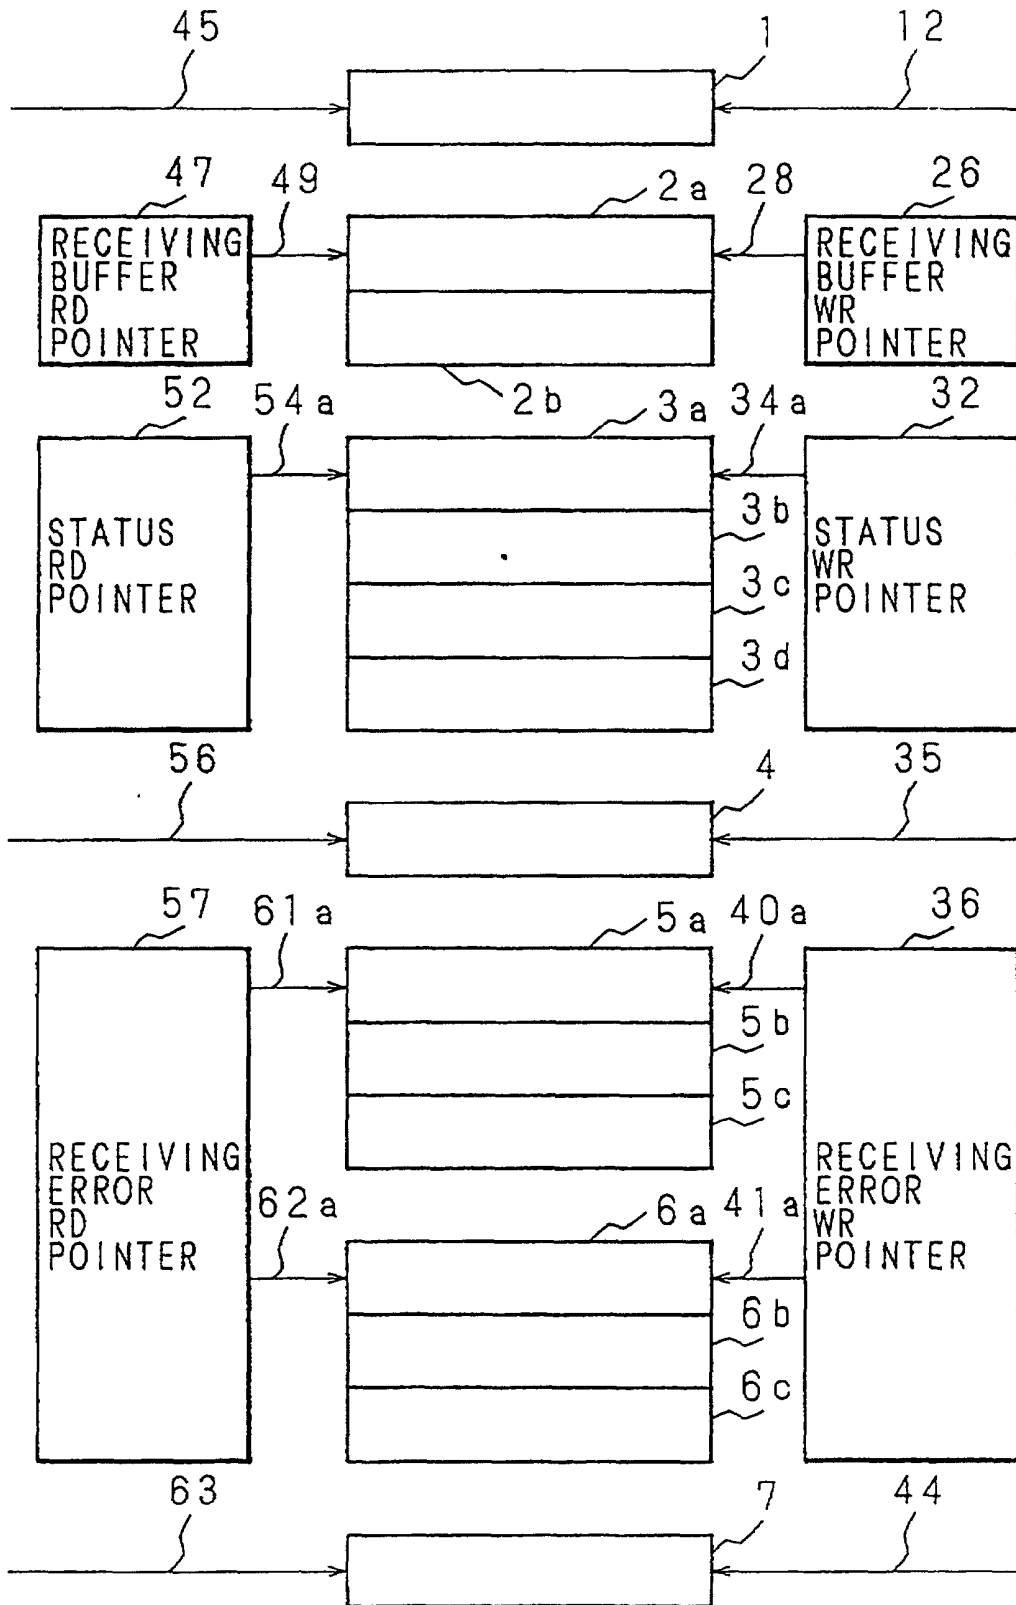 45
1
12
47
49
2a
28
26
RECEIVING
BUFFER
RD
POINTER
RECEIVING
BUFFER
WR
POINTER
52
54a
2b
3a
34a
32
3b
STATUS
RD
POINTER
STATUS
WR
POINTER
3c
3d
56
4
35
57
61a
5a
40a
36
5b
5c
RECEIVING
ERROR
RD
POINTER
RECEIVING
ERROR
WR
POINTER
62a
6a
41a
6b
6c
63
7
44